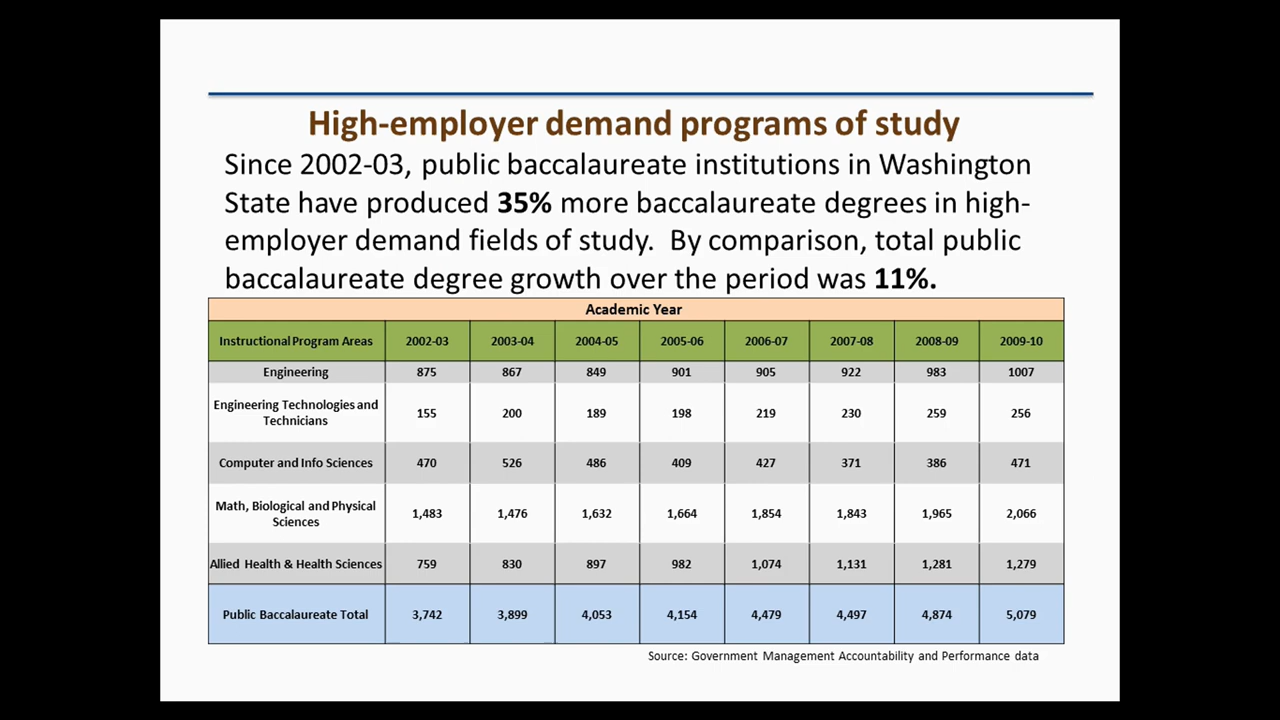 High-employer demand programs of study
Since 2002-03, public baccalaureate institutions in Washington
State have produced 35% more baccalaureate degrees in high-
employer demand fields of study.  By comparison, total public
baccalaureate degree growth over the period was 11%.
Academic Year
Instructional Program Areas 2002-03 2003-04 2004-05 2005-06 2006-07 2007-08 2008-09 2009-10
Engineering 875 867 849 901 905 922 983 1007
Engineering Technologies and
Technicians 155 200 189 198 219 230 259 256
Computer and Info Sciences 470 526 486 409 427 371 386 471
Math, Biological and Physical
Sciences 1,483 1,476 1,632 1,664 1,854 1,843 1,965 2,066
Allied Health & Health Sciences 759 830 897 982 1,074 1,131 1,281 1,279
Public Baccalaureate Total 3,742 3,899 4,053 4,154 4,479 4,497 4,874 5,079
Source: Government Management Accountability and Performance data